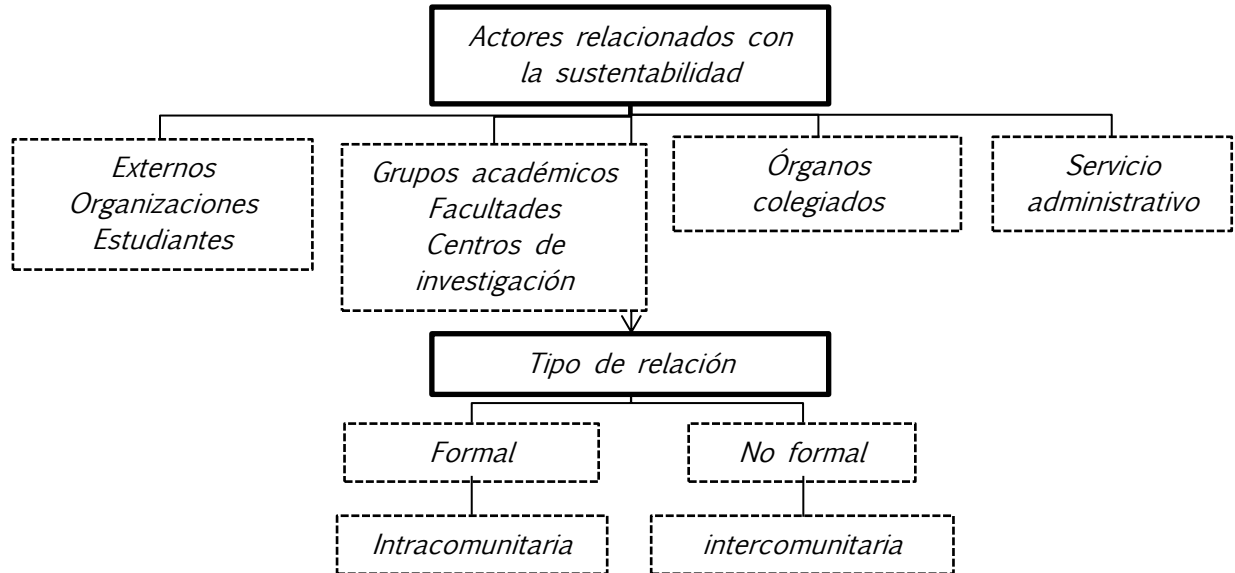 Actores relacionados con
la sustentabilidad
Externos
Organizaciones
Estudiantes
Grupos académicos
Facultades
Centros de
investigación
Órganos
colegiados
Servicio
administrativo
Tipo de relación
Formal
No formal
Intracomunitaria
intercomunitaria